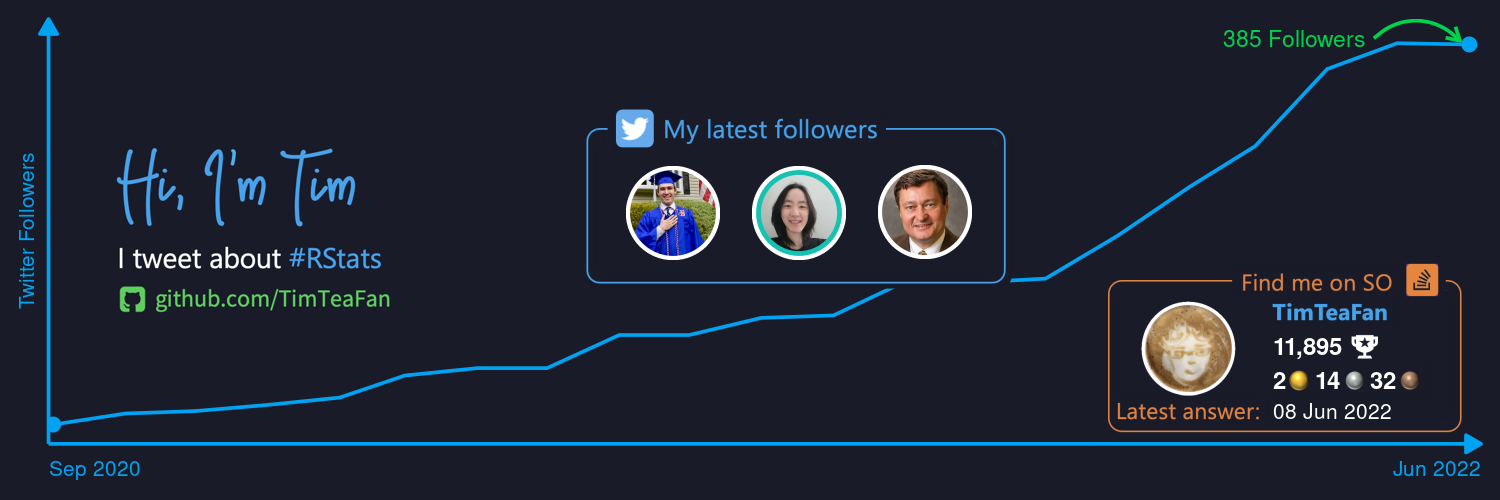 385 Followers
My latest followers
Hi, I'm Tim
I tweet about #RStats
github.com/TimTeaFan
Twitter Followers
Find me on SO
TimTeaFan
11,895
2 14 32
Latest answer: 08 Jun 2022
Sep 2020
Jun 2022